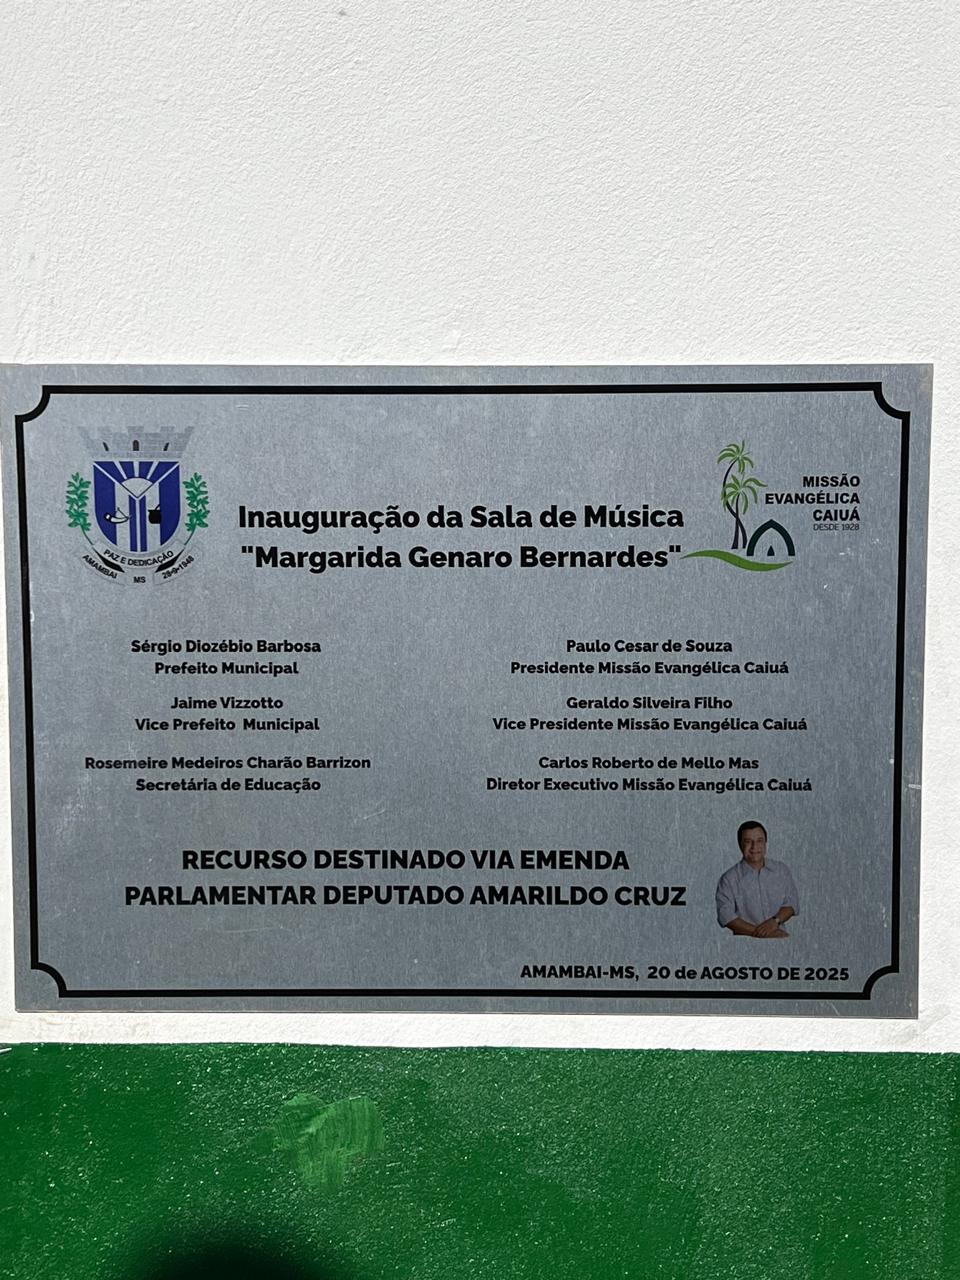 Inauguração da Sala de Música
"Margarida Genaro Bernardes"
PAZ E DEDICAÇÃO
AMAMBAI MS 28-9-1948
MISSÃO
EVANGÉLICA
CAIUÁ
DESDE 1928
Sérgio Diozébio Barbosa
Prefeito Municipal
Jaime Vizzotto
Vice Prefeito Municipal
Rosemeire Medeiros Charão Barrizon
Secretária de Educação
Paulo Cesar de Souza
Presidente Missão Evangélica Caiuá
Geraldo Silveira Filho
Vice Presidente Missão Evangélica Caiuá
Carlos Roberto de Mello Mas
Diretor Executivo Missão Evangélica Caiuá
RECURSO DESTINADO VIA EMENDA
PARLAMENTAR DEPUTADO AMARILDO CRUZ
AMAMBAI-MS, 20 de AGOSTO DE 2025